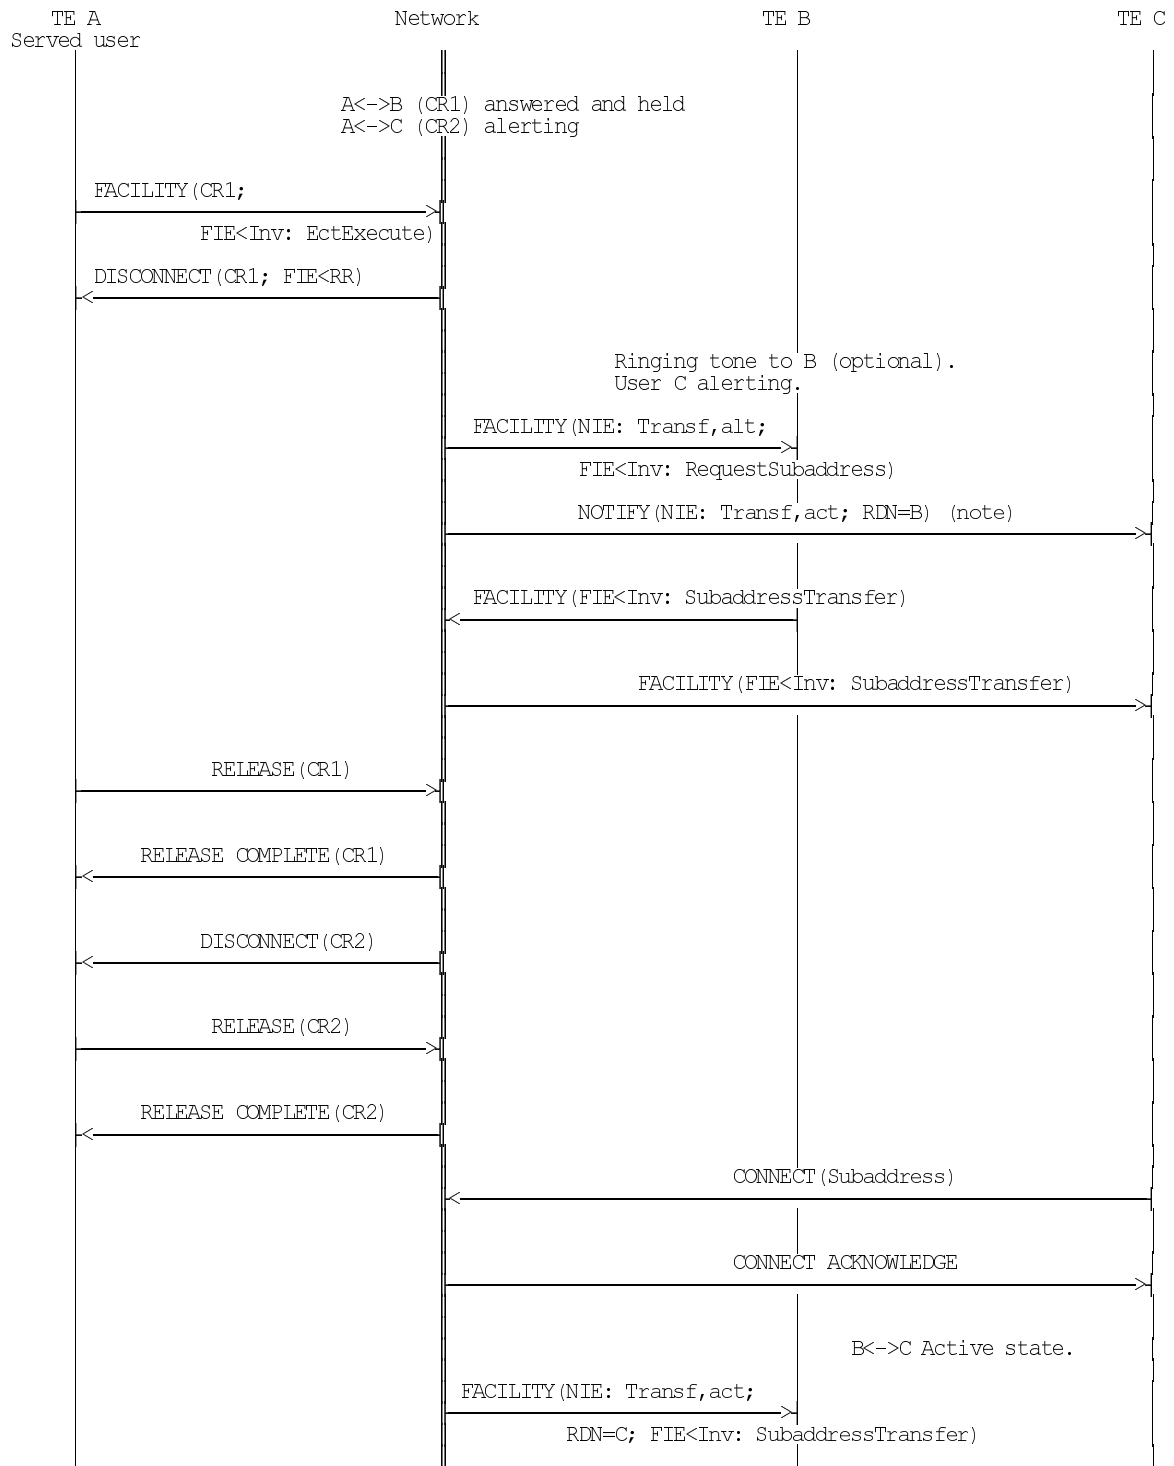 TE A Network TE B TE C
Served user
A<->B (CR1) answered and held
A<->C (CR2) alerting
FACILITY(CR1;
FIE<Inv: EctExecute)
DISCONNECT(CR1; FIE<RR)
Ringing tone to B (optional).
User C alerting.
FACILITY(NIE: Transf,alt;
FIE<Inv: RequestSubaddress)
NOTIFY(NIE: Transf,act; RDN=B) (note)
FACILITY(FIE<Inv: SubaddressTransfer)
FACILITY(FIE<Inv: SubaddressTransfer)
RELEASE(CR1)
RELEASE COMPLETE(CR1)
DISCONNECT(CR2)
RELEASE(CR2)
RELEASE COMPLETE(CR2)
CONNECT(Subaddress)
CONNECT ACKNOWLEDGE
B<->C Active state.
FACILITY(NIE: Transf,act;
RDN=C; FIE<Inv: SubaddressTransfer)